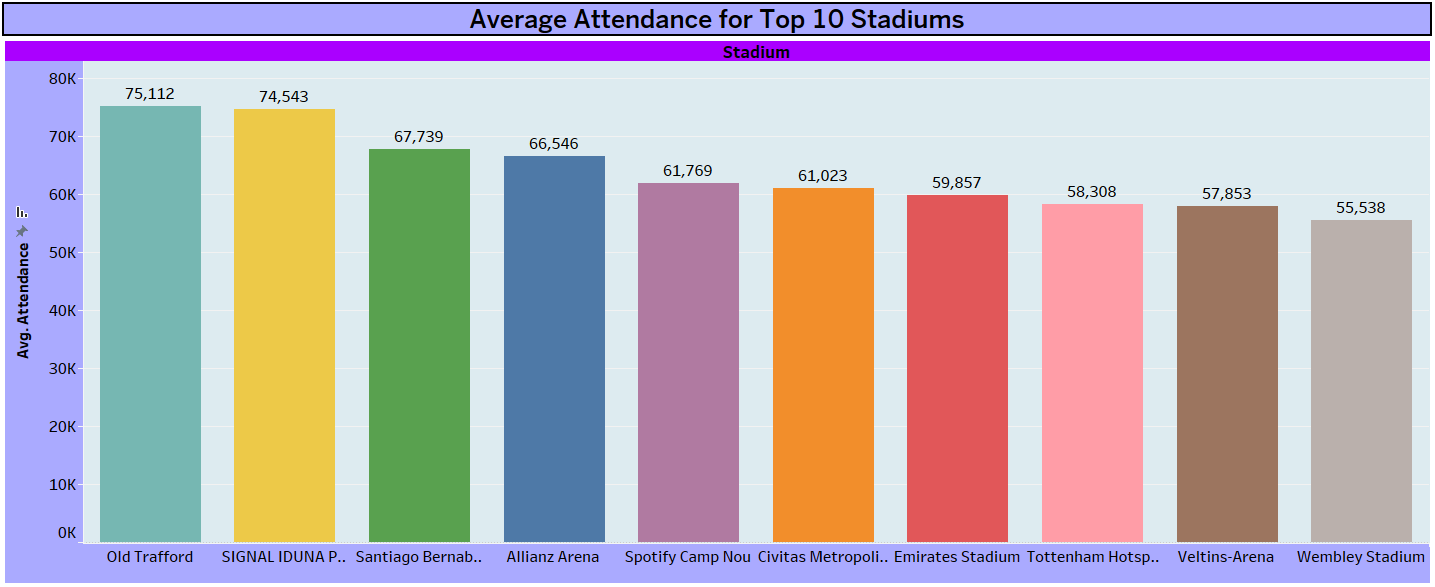 Average Attendance for Top 10 Stadiums
Stadium
80K
70K
60K
50K
40K
30K
20K
10K
0K
Avg. Attendance
75,112
74,543
67,739
66,546
61,769
61,023
59,857
58,308
57,853
55,538
Old Trafford
SIGNAL IDUNA P..
Santiago Bernab..
Allianz Arena
Spotify Camp Nou
Civitas Metropoli..
Emirates Stadium
Tottenham Hotsp..
Veltins-Arena
Wembley Stadium